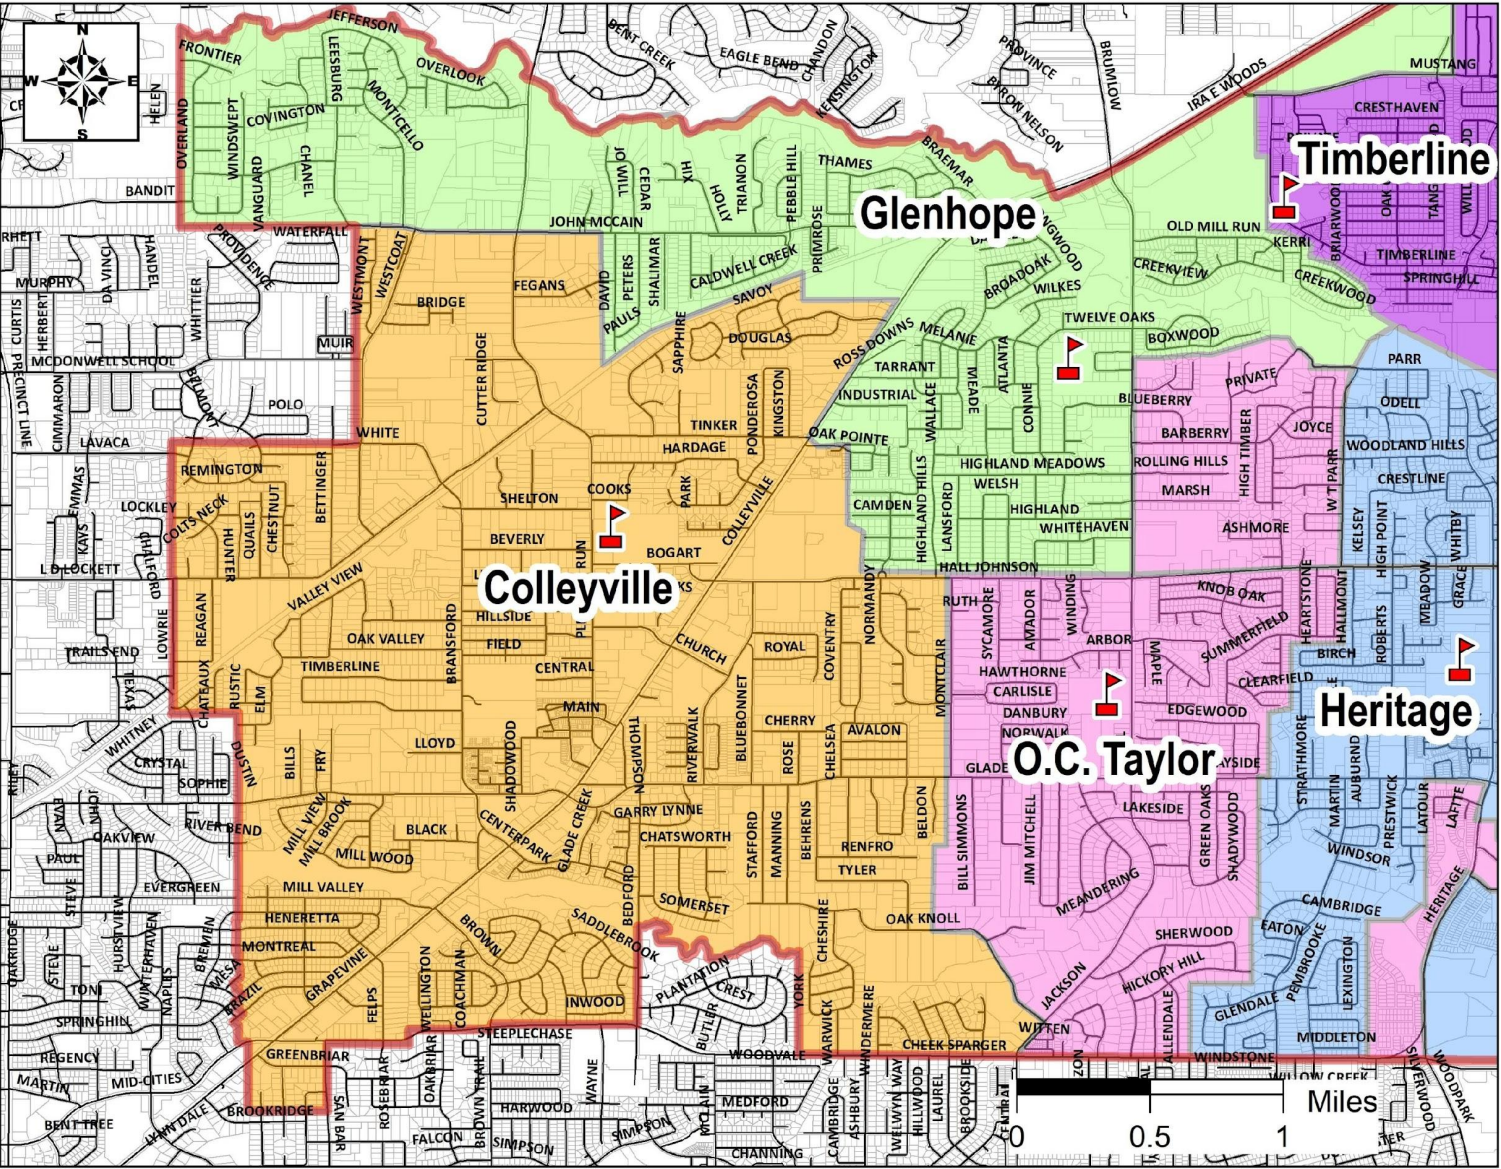 JEFFERSON
N
W
E
S
FRONTIER
LEESBURG
OVERLOOK
BENT CREEK
EAGLE BEND
CHANDON
KENSINGTON
PROVINCE
BYRON NELSON
BRUMLOW
IRA E WOODS
MUSTANG
HELEN
OVERLAND
WINDSWEPT
COVINGTON
MONTICELLO
CRESTHAVEN
Timberline
VANGUARD
CHANEL
BANDIT
JO WILL
CEDAR
HIX
HOLLY
TRIANON
PEBBLE HILL
THAMES
BRAEMAR
BRIARWOOD
Glenhope
JOHN MCCAIN
PRIMROSE
OLD MILL RUN
KERRI
TIMBERLINE
SPRINGHILL
RHETT
WATERFALL
PROVIDENCE
WESTMONT
WESTCOAT
DA VINCI
HANDEL
MURPHY
WHITTIER
BRIDGE
FEGANS
DAVID
PETERS
SHALIMAR
CALDWELL CREEK
PAULS
SAVOY
BROADOAK
WILKES
CREEKVIEW
CREEKWOOD
CURTIS
HERBERT
MUIR
MCDONWELL SCHOOL
CUTTER RIDGE
SAPPHIRE
DOUGLAS
ROSS DOWNS
MELANIE
TWELVE OAKS
BOXWOOD
PARR
PRECINCT LINE
CIMMARON
BELMONT
POLO
TARRANT
INDUSTRIAL
WALLACE
MEADE
ATLANTA
CONNIE
BLUEBERRY
PRIVATE
ODELL
LAVACA
WHITE
TINKER
PONDEROSA
KINGSTON
HARDAGE
OAK POINTE
BARBERRY
HIGH TIMBER
JOYCE
WOODLAND HILLS
EMMAS
REMINGTON
BETTINGER
HIGHLAND MEADOWS
ROLLING HILLS
W T PARR
CRESTLINE
LOCKLEY
COLTS NECK
CHESTNUT
QUAILS
HUNTER
SHELTON
COOKS
PARK
COLLEYVILLE
CAMDEN
HIGHLAND HILLS
LANSFORD
WELSH
HIGHLAND
WHITEHAVEN
MARSH
ASHMORE
KELSEY
HIGH POINT
WHITBY
KAYS
CHALFORD
L D LOCKETT
BEVERLY
BOGART
HALL JOHNSON
Colleyville
VALLEY VIEW
HILLSIDE
FIELD
REAGAN
LOWRIE
OAK VALLEY
BRANSFORD
CHURCH
ROYAL
COVENTRY
NORMANDY
RUTH
SYCAMORE
AMADOR
WINDING
KNOB OAK
HEARTSTONE
HALLMONT
ROBERTS
MEADOW
GRACE
ARBOR
SUMMERFIELD
BIRCH
TRAILS END
TIMBERLINE
CENTRAL
MONTCLAIR
HAWTHORNE
MAPLE
CLEARFIELD
TEXAS
CHATEAUX
RUSTIC
ELM
MAIN
BLUEBONNET
CARLISLE
DANBURY
EDGEWOOD
Heritage
WHITNEY
LLOYD
SHADOWOOD
THOMPSON
RIVERWALK
CHERRY
ROSE
CHELSEA
AVALON
NORWALK
O.C. Taylor
STRATHMORE
AUBURN
CRYSTAL
SOPHIE
DUSTIN
BILLS
FRY
RILEY
EVAN
JOHN
OAKVIEW
RIVER BEND
MILL VIEW
MILL BROOK
BLACK
CENTERPARK
GLADE CREEK
GARRY LYNNE
CHATSWORTH
STAFFORD
MANNING
BEHRENS
BELDON
RENFRO
TYLER
BILL SIMMONS
JIM MITCHELL
LAKESIDE
GREEN OAKS
SHADYWOOD
MARTIN
PRESTWICK
LATOUR
LAFITE
WINDSOR
PAUL
STEVE
EVERGREEN
MILL WOOD
MILL VALLEY
BEDFORD
SOMERSET
MEANDERING
CAMBRIDGE
HERITAGE
HENERETTA
BROWN
SADDLEBROOK
CHESHIRE
OAK KNOLL
SHERWOOD
EATON
PEMBROOKE
OAKRIDGE
STEVE
HURSTVIEW
WINTERHAVEN
NAPLES
BREMEN
MESA
BRAZIL
MONTREAL
GRAPEVINE
FELPS
WELLINGTON
COACHMAN
INWOOD
PLANTATION
CREST
BUTLER
YORK
WARWICK
WINDERMERE
JACKSON
HICKORY HILL
ALLENDALE
GLENDALE
LEXINGTON
TONI
SPRINGHILL
STEEPLECHASE
CHEEK SPARGER
WITTEN
MIDDLETON
REGENCY
GREENBRIAR
WOODVALE
WINDSTONE
WILLOW CREEK
SILVERWOOD
WOODPARK
MARTIN
MID-CITIES
BROOKRIDGE
BENT TREE
LYNN DALE
SAN BAR
ROSEBRIAR
OAKBRIAR
BROWN TRAIL
HARWOOD
WAYNE
FALCON
SIMPSON
SIMPSON
MEDFORD
CHANNING
CAMBRIDGE
ASHBURY
WELWYN WAY
HILLWOOD
LAUREL
BROOKSIDE
CENTRAL
Miles
0
0.5
1